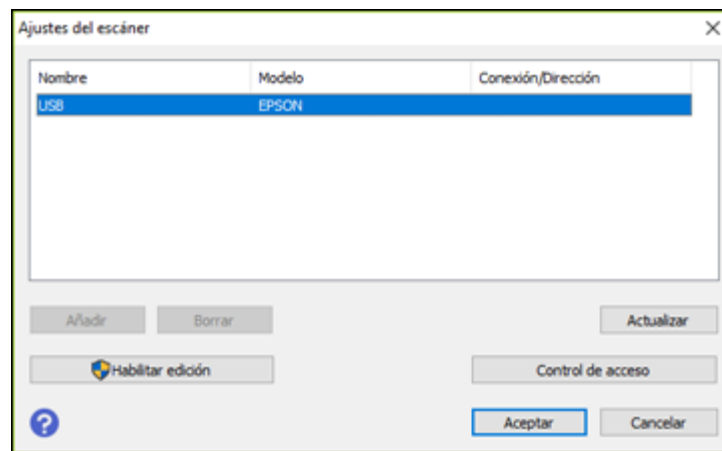 Ajustes del escáner
Nombre Modelo Conexión/Dirección
USB EPSON
Añadir Borrar Actualizar
Habilitar edición Control de acceso
? Aceptar Cancelar